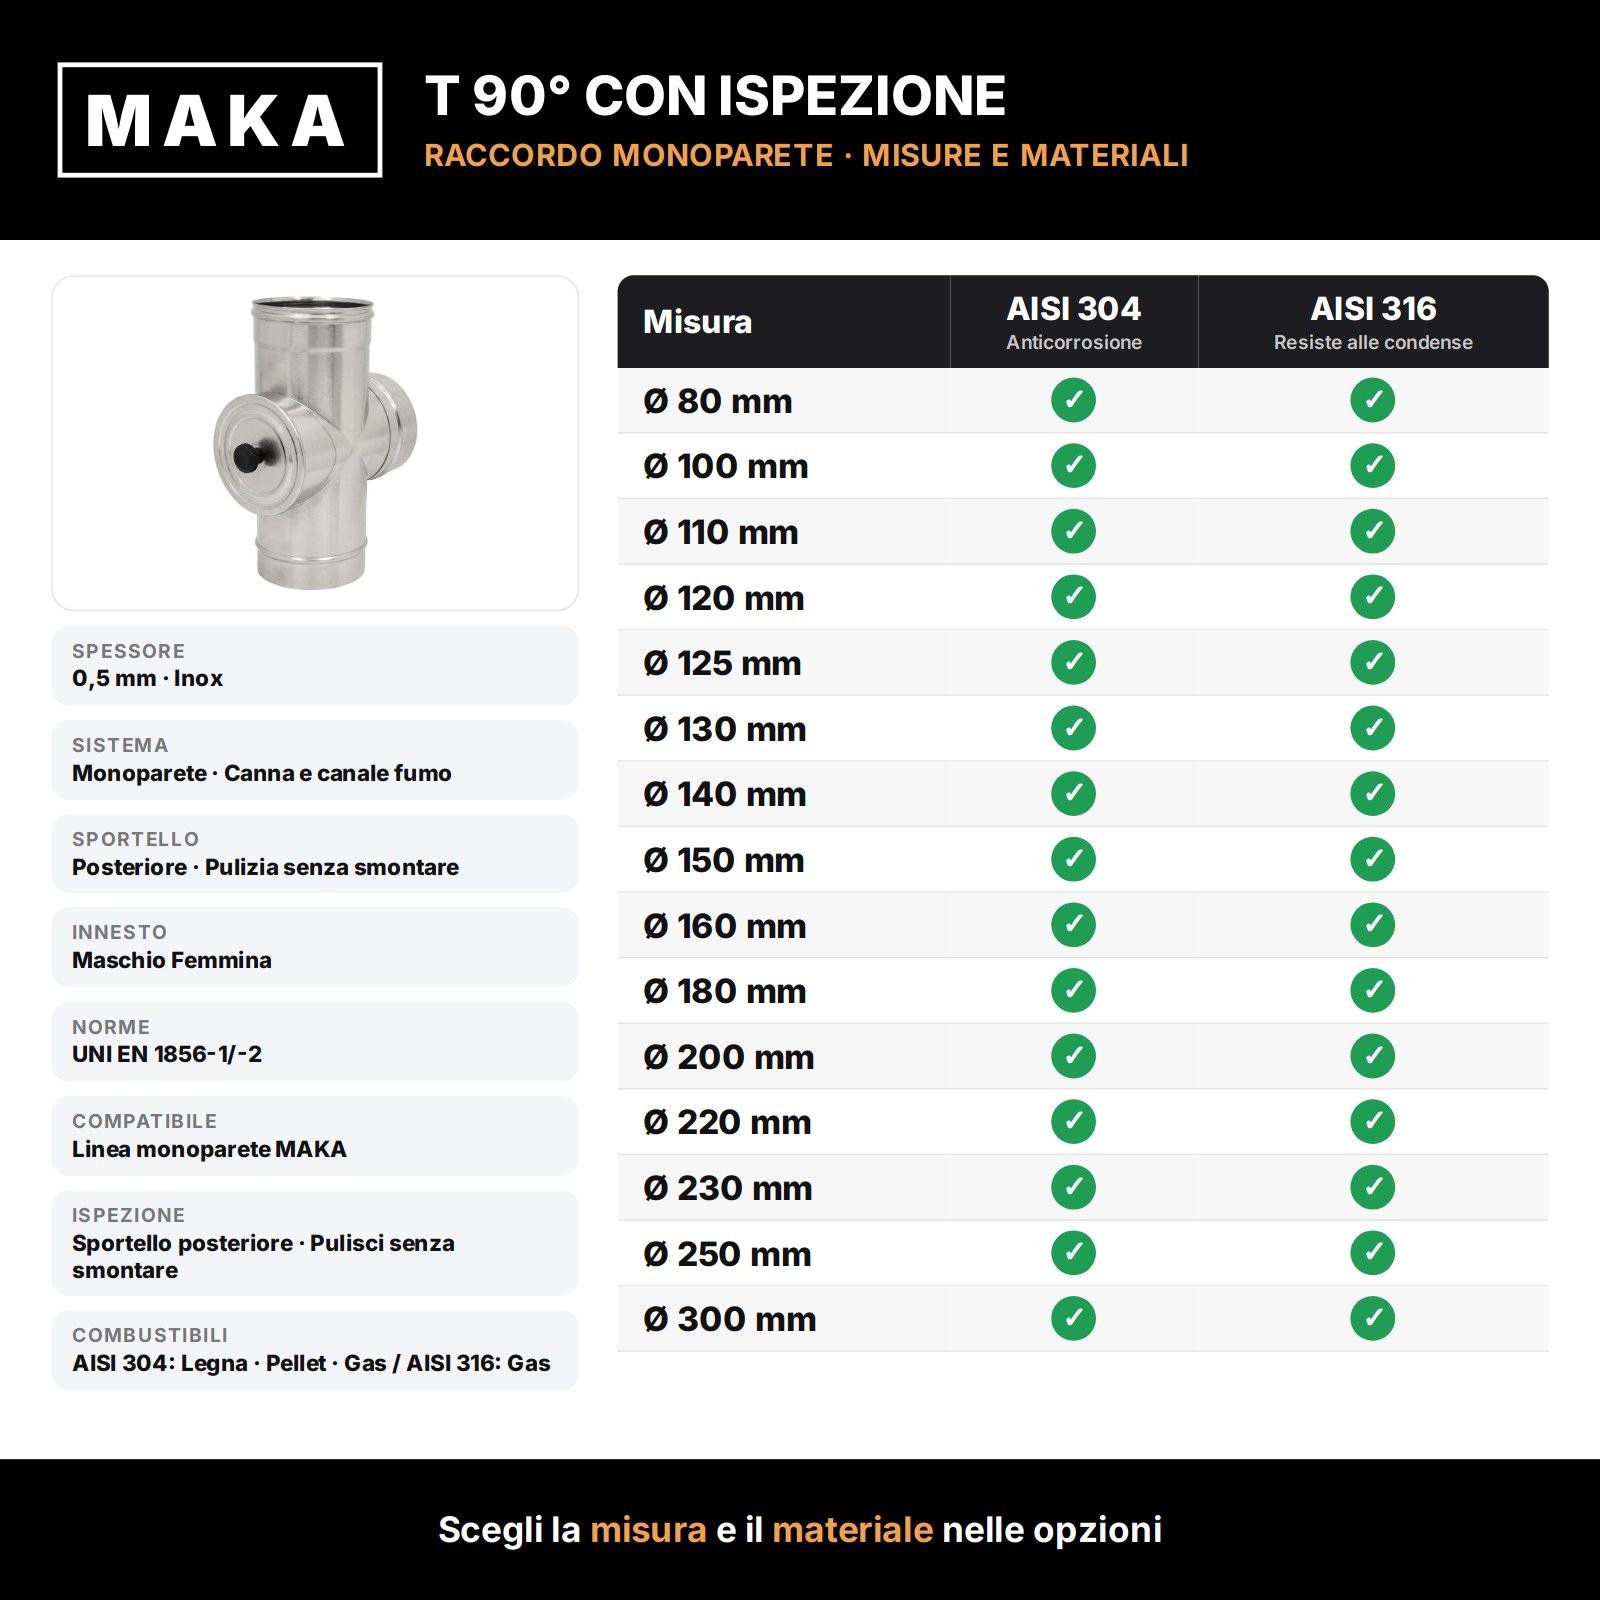 MAKA
T 90° CON ISPEZIONE
RACCORDO MONOPARETE · MISURE E MATERIALI
SPESSORE
0,5 mm · Inox
SISTEMA
Monoparete · Canna e canale fumo
SPORTELLO
Posteriore · Pulizia senza smontare
INNESTO
Maschio Femmina
NORME
UNI EN 1856-1/-2
COMPATIBILE
Linea monoparete MAKA
ISPEZIONE
Sportello posteriore · Pulisci senza
smontare
COMBUSTIBILI
AISI 304: Legna · Pellet · Gas / AISI 316: Gas
Misura AISI 304 AISI 316
Anticorrosione Resiste alle condense
Ø 80 mm ✓ ✓
Ø 100 mm ✓ ✓
Ø 110 mm ✓ ✓
Ø 120 mm ✓ ✓
Ø 125 mm ✓ ✓
Ø 130 mm ✓ ✓
Ø 140 mm ✓ ✓
Ø 150 mm ✓ ✓
Ø 160 mm ✓ ✓
Ø 180 mm ✓ ✓
Ø 200 mm ✓ ✓
Ø 220 mm ✓ ✓
Ø 230 mm ✓ ✓
Ø 250 mm ✓ ✓
Ø 300 mm ✓ ✓
Scegli la misura e il materiale nelle opzioni